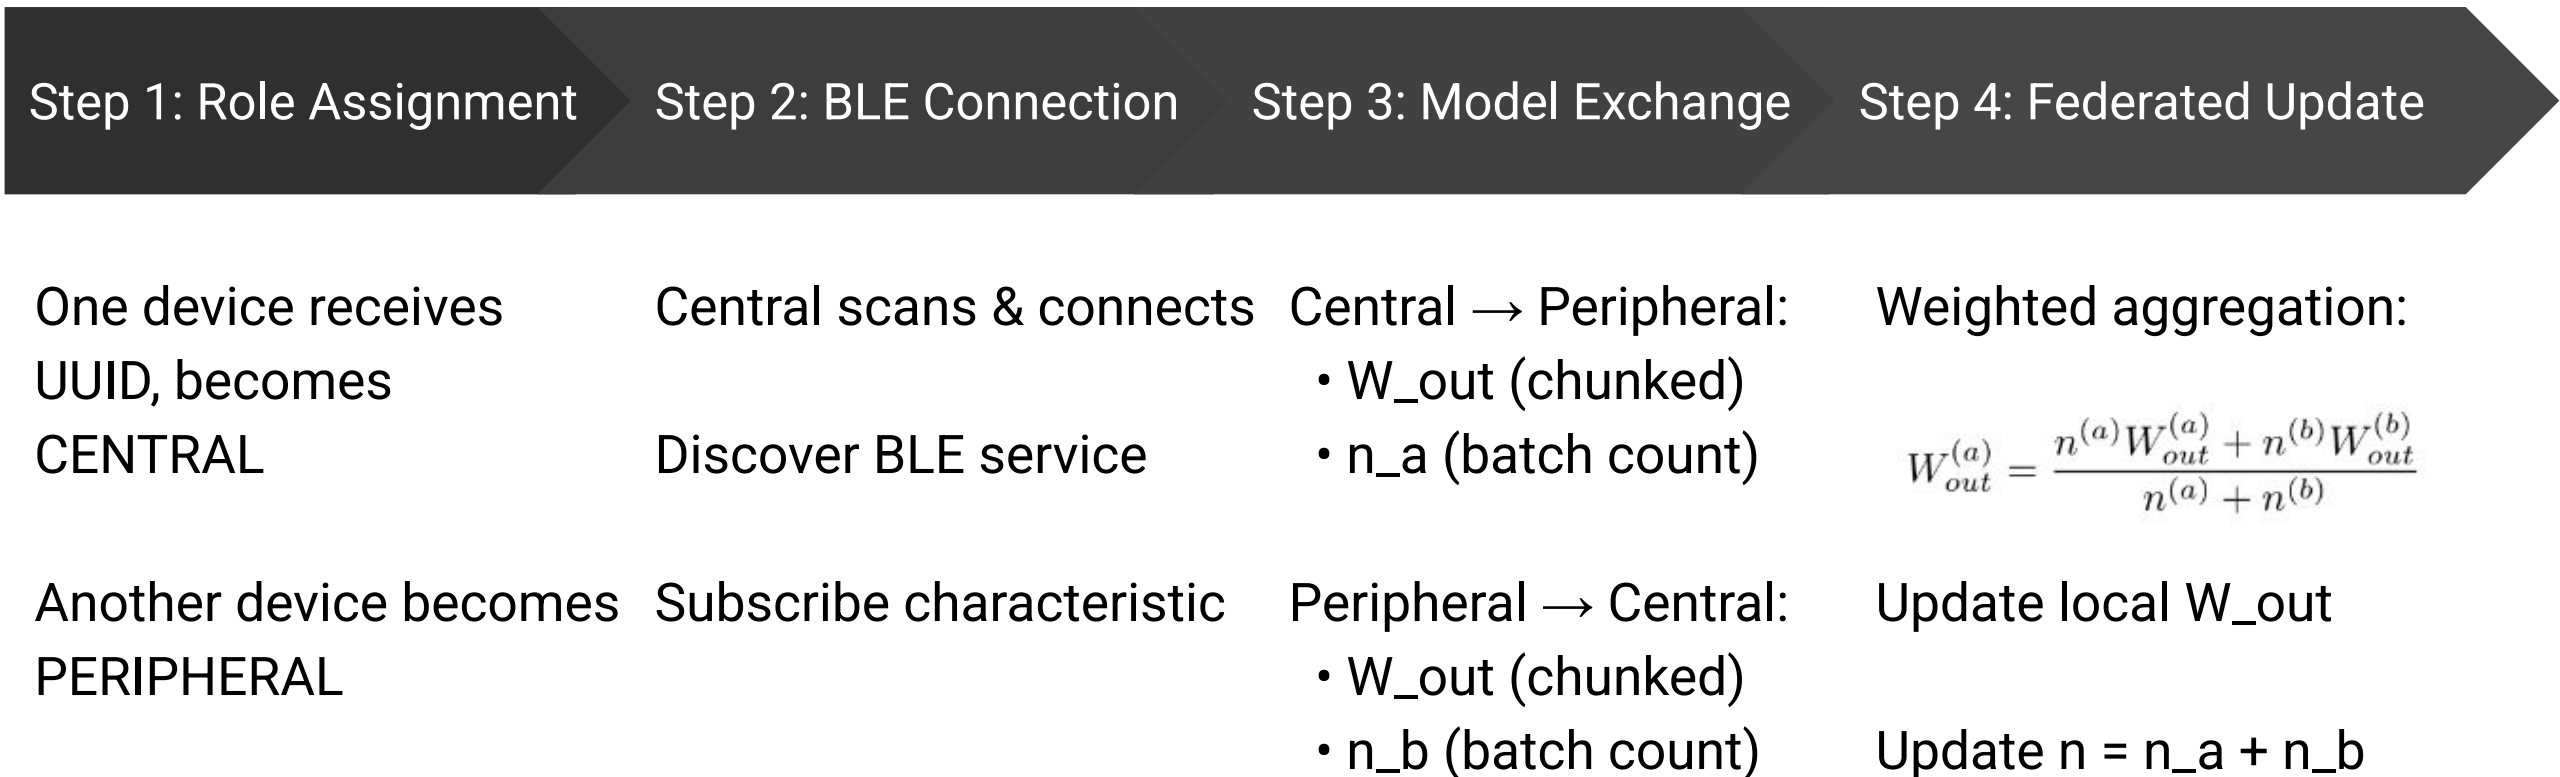 Step 1: Role Assignment
Step 2: BLE Connection
Step 3: Model Exchange
Step 4: Federated Update
One device receives
UUID, becomes
CENTRAL
Another device becomes
PERIPHERAL
Central scans & connects
Discover BLE service
Subscribe characteristic
Central → Peripheral:
• W_out (chunked)
• n_a (batch count)
Peripheral → Central:
• W_out (chunked)
• n_b (batch count)
Weighted aggregation:
$W_{out}^{(a)} = \frac{n^{(a)}W_{out}^{(a)} + n^{(b)}W_{out}^{(b)}}{n^{(a)} + n^{(b)}}$
Update local W_out
Update n = n_a + n_b